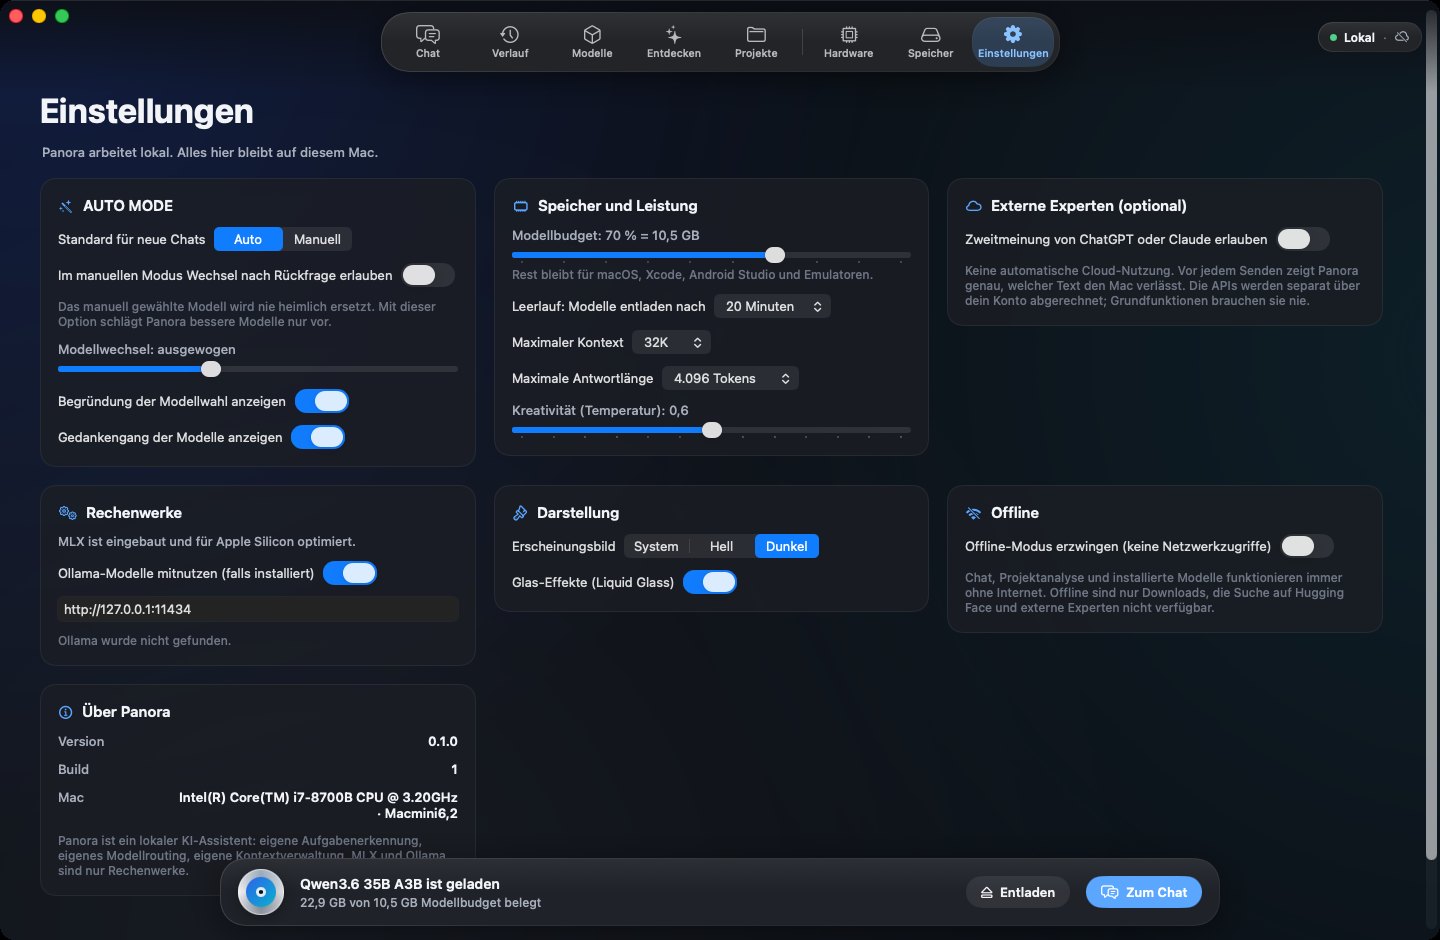 Chat
Verlauf
Modelle
Entdecken
Projekte
Hardware
Speicher
Einstellungen
Lokal ·
Einstellungen
Panora arbeitet lokal. Alles hier bleibt auf diesem Mac.
AUTO MODE
Standard für neue Chats
Auto
Manuell
Im manuellen Modus Wechsel nach Rückfrage erlauben
Das manuell gewählte Modell wird nie heimlich ersetzt. Mit dieser
Option schlägt Panora bessere Modelle nur vor.
Modellwechsel: ausgewogen
Begründung der Modellwahl anzeigen
Gedankengang der Modelle anzeigen
Speicher und Leistung
Modellbudget: 70 % = 10,5 GB
Rest bleibt für macOS, Xcode, Android Studio und Emulatoren.
Leerlauf: Modelle entladen nach
20 Minuten
Maximaler Kontext
32K
Maximale Antwortlänge
4.096 Tokens
Kreativität (Temperatur): 0,6
Externe Experten (optional)
Zweitmeinung von ChatGPT oder Claude erlauben
Keine automatische Cloud-Nutzung. Vor jedem Senden zeigt Panora
genau, welcher Text den Mac verlässt. Die APIs werden separat über
dein Konto abgerechnet; Grundfunktionen brauchen sie nie.
Rechenwerke
MLX ist eingebaut und für Apple Silicon optimiert.
Ollama-Modelle mitnutzen (falls installiert)
http://127.0.0.1:11434
Ollama wurde nicht gefunden.
Darstellung
Erscheinungsbild
System
Hell
Dunkel
Glas-Effekte (Liquid Glass)
Offline
Offline-Modus erzwingen (keine Netzwerkzugriffe)
Chat, Projektanalyse und installierte Modelle funktionieren immer
ohne Internet. Offline sind nur Downloads, die Suche auf Hugging
Face und externe Experten nicht verfügbar.
Über Panora
Version
0.1.0
Build
1
Mac
Intel(R) Core(TM) i7-8700B CPU @ 3.20GHz
· Macmini6,2
Panora ist ein lokaler KI-Assistent: eigene Aufgabenerkennung,
eigenes Modellrouting, eigene Kontextverwaltung. MLX und Ollama
sind nur Rechenwerke.
Qwen3.6 35B A3B ist geladen
22,9 GB von 10,5 GB Modellbudget belegt
Entladen
Zum Chat